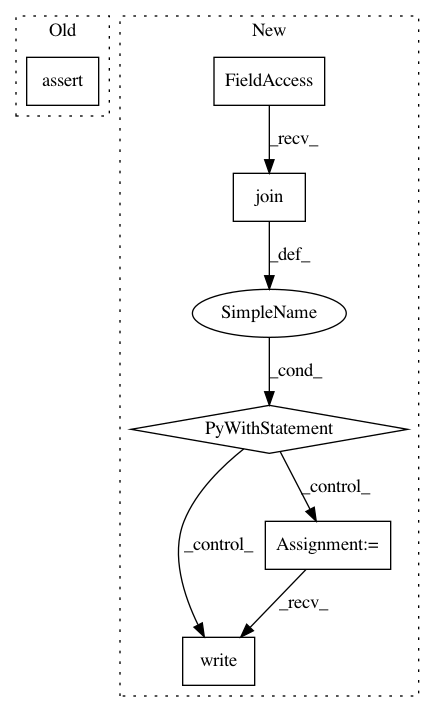 Old
New
assert
FieldAccess
_recv_
join
_def_
SimpleName
_cond_
PyWithStatement
_control_
_control_
Assignment:=
_recv_
write